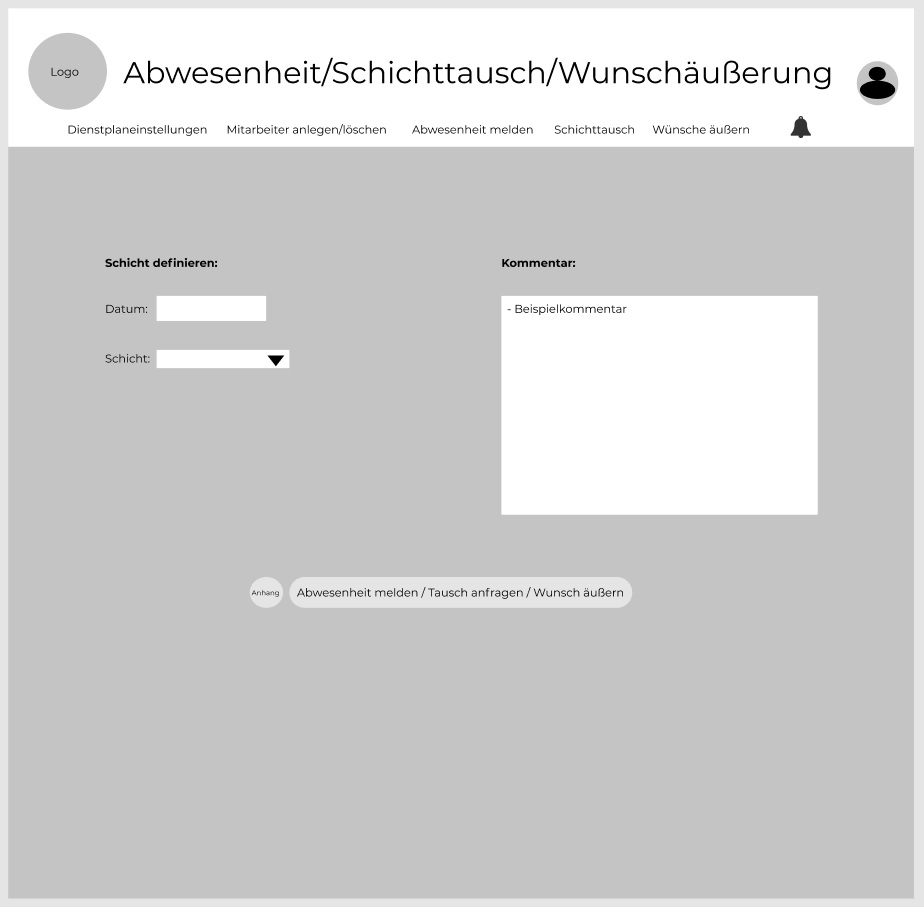 Logo
Abwesenheit/Schichttausch/Wunschäußerung
Dienstplaneinstellungen Mitarbeiter anlegen/löschen Abwesenheit melden Schichttausch Wünsche äußern
Schicht definieren:
Datum:
Schicht:
Kommentar:
- Beispielkommentar
Anhang
Abwesenheit melden / Tausch anfragen / Wunsch äußern